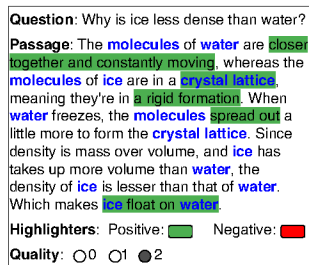 Question: Why is ice less dense than water?
Passage: The molecules of water are closer
together and constantly moving, whereas the
molecules of ice are in a crystal lattice,
meaning they're in a rigid formation. When
water freezes, the molecules spread out a
little more to form the crystal lattice. Since
density is mass over volume, and ice has
takes up more volume than water, the
density of ice is lesser than that of water.
Which makes ice float on water.
Highlighters Positive: Negative:
Quality: 0 1 2